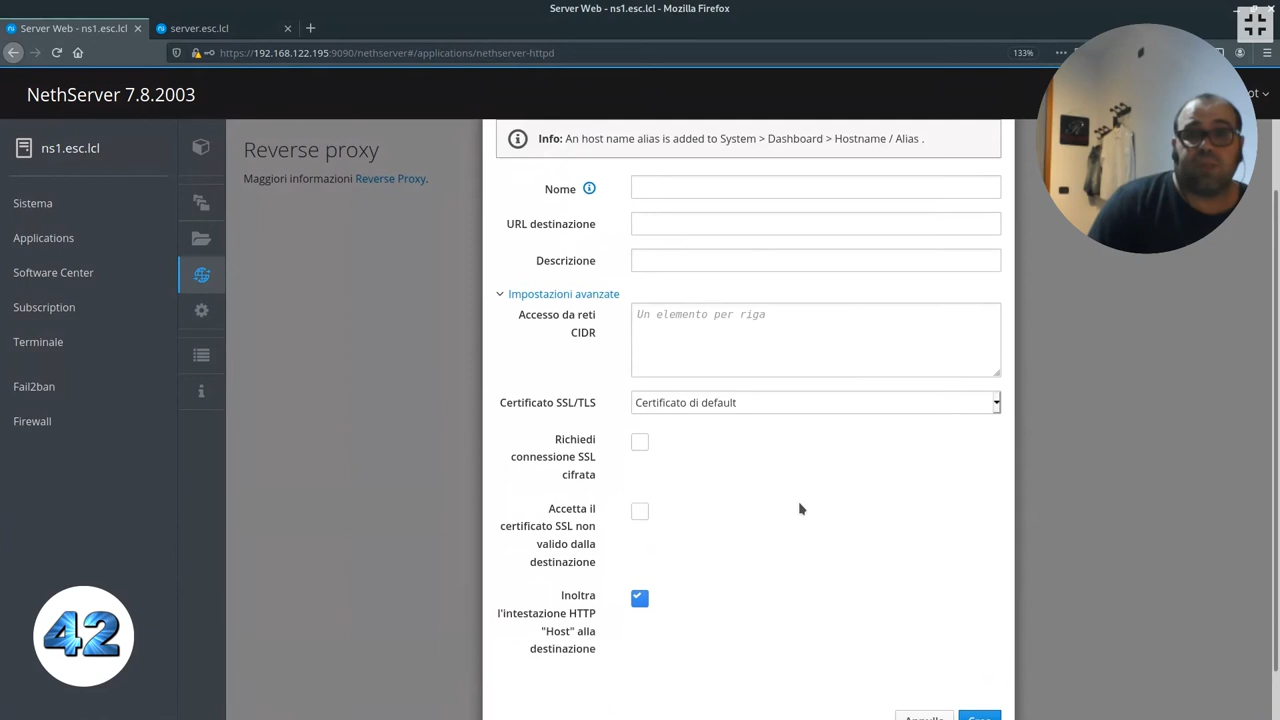 Server Web - ns1.esc.lcl - Mozilla Firefox
Server Web - ns1.esc.lcl
server.esc.lcl
https://192.168.122.195:9090/nethserver#/applications/nethserver-httpd
133%
NethServer 7.8.2003
ns1.esc.lcl
Sistema
Applications
Software Center
Subscription
Terminale
Fail2ban
Firewall
Reverse proxy
Maggiori informazioni Reverse Proxy.
Info: An host name alias is added to System > Dashboard > Hostname / Alias .
Nome
URL destinazione
Descrizione
Impostazioni avanzate
Accesso da reti
CIDR
Un elemento per riga
Certificato SSL/TLS
Certificato di default
Richiedi
connessione SSL
cifrata
Accetta il
certificato SSL non
valido dalla
destinazione
Inoltra
l'intestazione HTTP
"Host" alla
destinazione
42